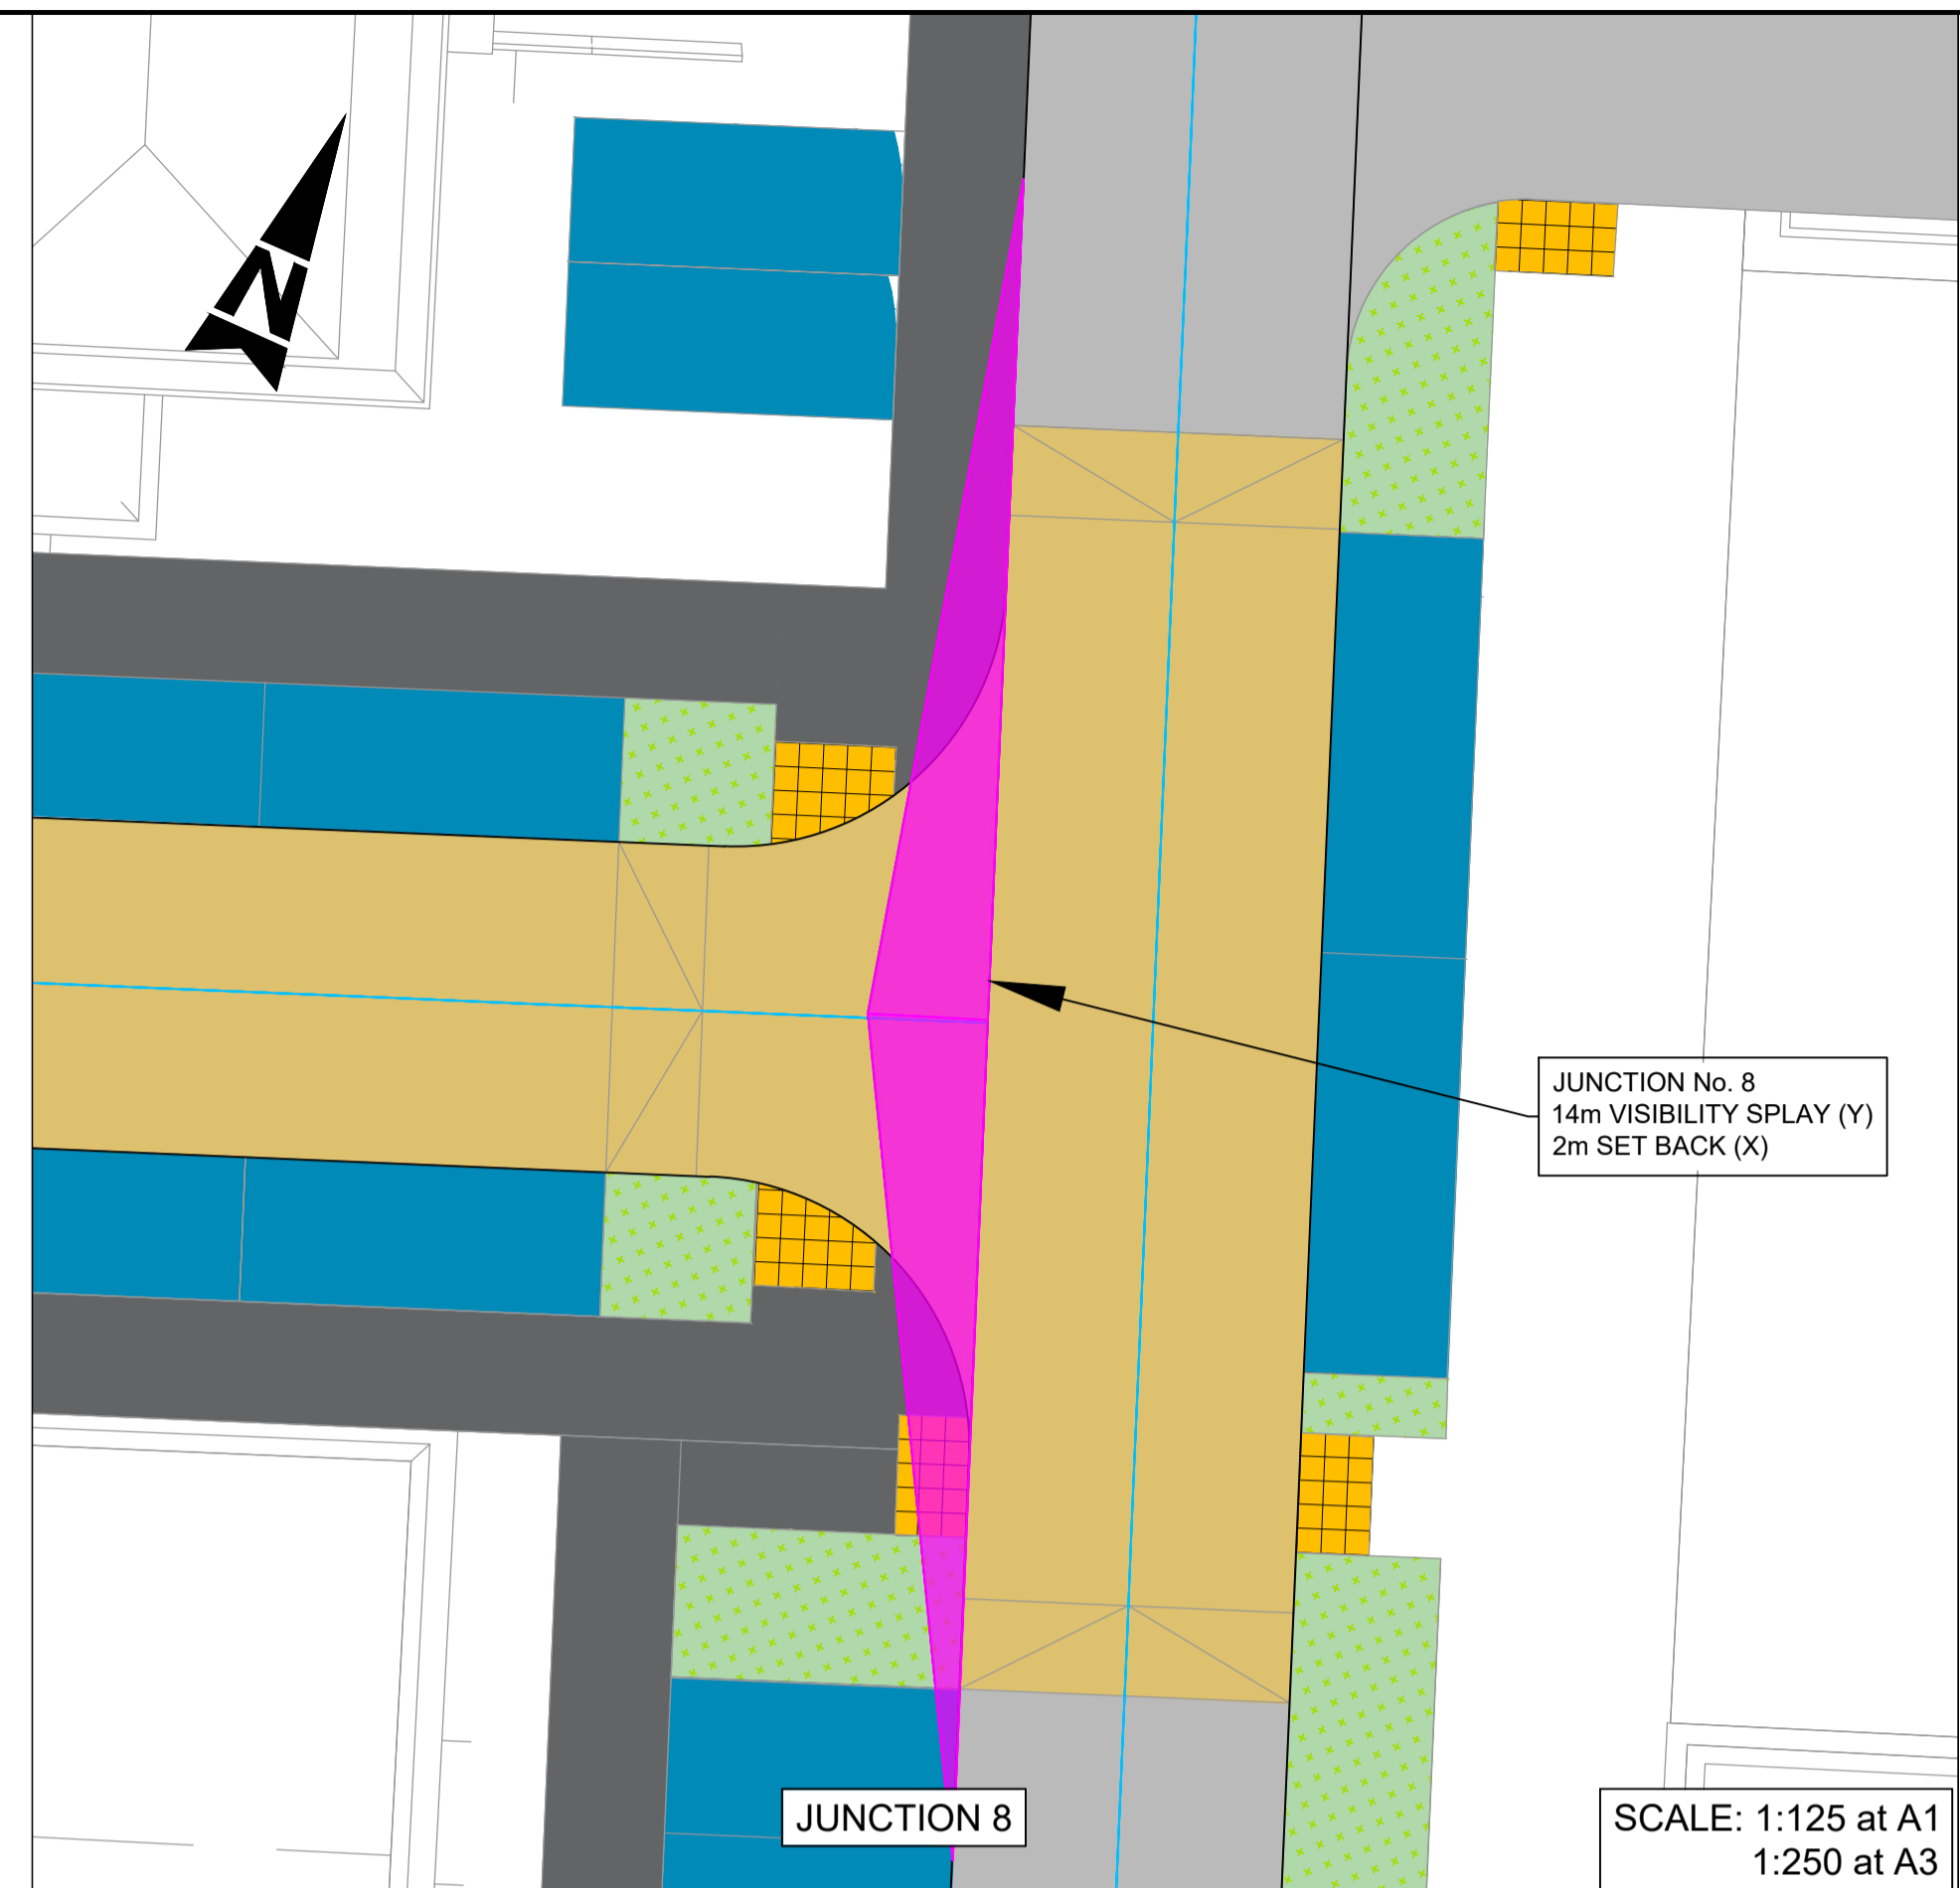 N
JUNCTION No. 8
14m VISIBILITY SPLAY (Y)
2m SET BACK (X)
JUNCTION 8
SCALE: 1:125 at A1
1:250 at A3